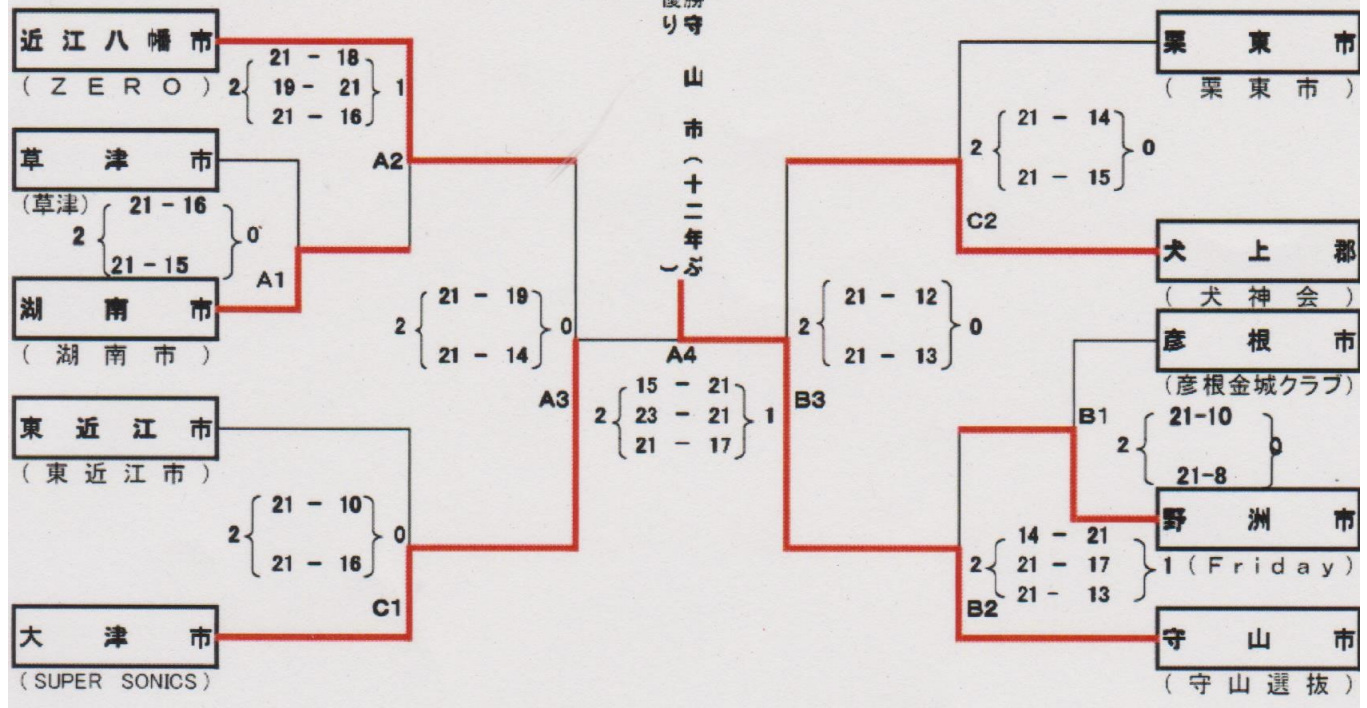 優勝
守山市(十二年ぶり)
近江八幡市
(ZERO)
2 21 - 18 1
19 - 21
21 - 16
A2
草津市
(草津)
2 21 - 16 0
21 - 15
A1
湖南市
(湖南市)
2 21 - 19 0
21 - 14
A3
東近江市
(東近江市)
2 21 - 10 0
21 - 16
C1
大津市
(SUPER SONICS)
A4
2 15 - 21 1
23 - 21
21 - 17
栗東市
(栗東市)
2 21 - 14 0
21 - 15
C2
犬上郡
(犬神会)
2 21 - 12 0
21 - 13
B3
彦根市
(彦根金城クラブ)
B1
2 21-10 0
21-8
野洲市
(Friday)
2 14 - 21 1
21 - 17
21 - 13
B2
守山市
(守山選抜)